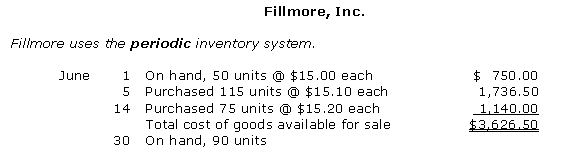 Fillmore, Inc.
Fillmore uses the periodic inventory system.
June 1 On hand, 50 units @ $15.00 each $ 750.00
5 Purchased 115 units @ $15.10 each 1,736.50
14 Purchased 75 units @ $15.20 each 1,140.00
Total cost of goods available for sale $3,626.50
30 On hand, 90 units